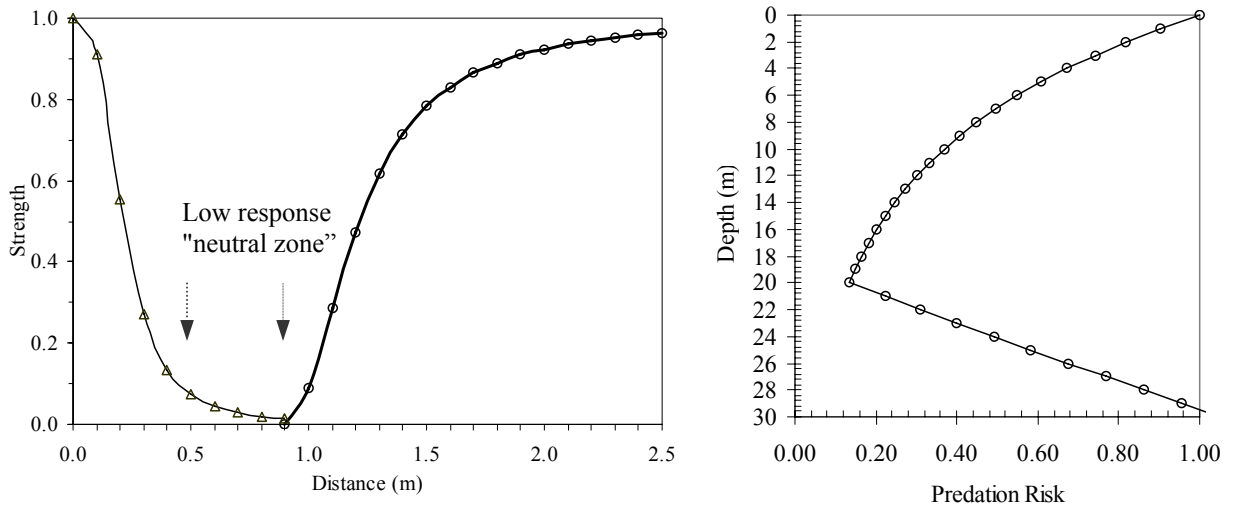 1.0
0.8
0.6
0.4
0.2
0.0
Strength
Low response
"neutral zone”
0.0 0.5 1.0 1.5 2.0 2.5
Distance (m)
0
2
4
6
8
10
12
14
16
18
20
22
24
26
28
30
Depth (m)
0.00 0.20 0.40 0.60 0.80 1.00
Predation Risk